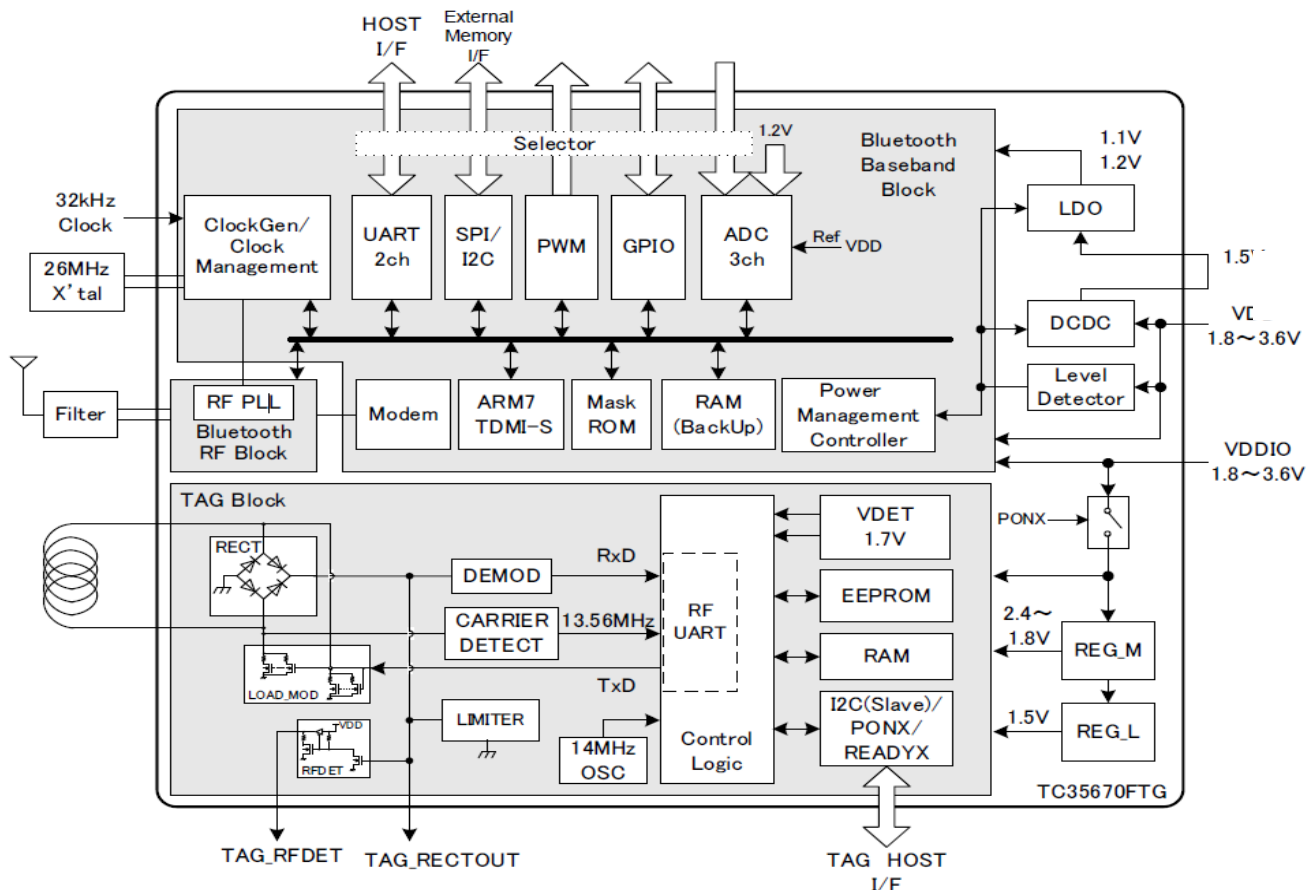 HOST
I/F
External
Memory
I/F
Selector
1.2V
Bluetooth
Baseband
Block
1.1V
1.2V
32kHz
Clock
ClockGen/
Clock
Management
UART
2ch
SPI/
I2C
PWM
GPIO
ADC
3ch
Ref
VDD
LDO
26MHz
X'tal
1.5V
DCDC
1.8～3.6V
Filter
RF PLL
Bluetooth
RF Block
Modem
ARM7
TDMI-S
Mask
ROM
RAM
(BackUp)
Power
Management
Controller
Level
Detector
VDDIO
1.8～3.6V
TAG Block
PONX
RECT
DEMOD
RxD
CARRIER
DETECT
13.56MHz
RF
UART
VDET
1.7V
EEPROM
RAM
2.4～
1.8V
REG_M
LOAD_MOD
TxD
LIMITER
14MHz
OSC
Control
Logic
I2C(Slave)/
PONX/
READYX
1.5V
REG_L
VDD
RFDET
TC35670FTG
TAG_RFDET
TAG_RECTOUT
TAG HOST
I/F